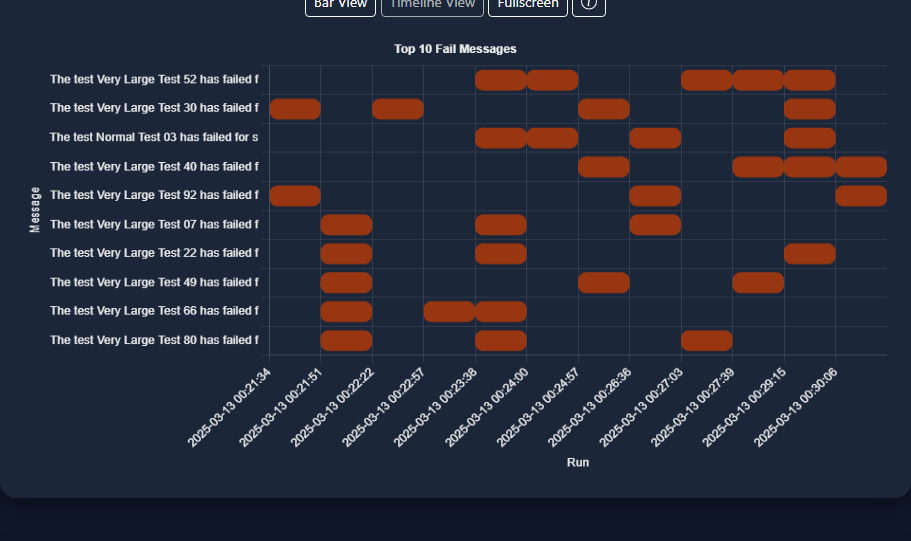 Bar View Timeline View Fullscreen
Top 10 Fail Messages
The test Very Large Test 52 has failed f
The test Very Large Test 30 has failed f
The test Normal Test 03 has failed for s
The test Very Large Test 40 has failed f
The test Very Large Test 92 has failed f
The test Very Large Test 07 has failed f
The test Very Large Test 22 has failed f
The test Very Large Test 49 has failed f
The test Very Large Test 66 has failed f
The test Very Large Test 80 has failed f
Message
2025-03-13 00:21:34
2025-03-13 00:21:51
2025-03-13 00:22:22
2025-03-13 00:22:57
2025-03-13 00:23:38
2025-03-13 00:24:00
2025-03-13 00:24:57
2025-03-13 00:26:36
2025-03-13 00:27:03
2025-03-13 00:27:39
2025-03-13 00:29:15
2025-03-13 00:30:06
Run